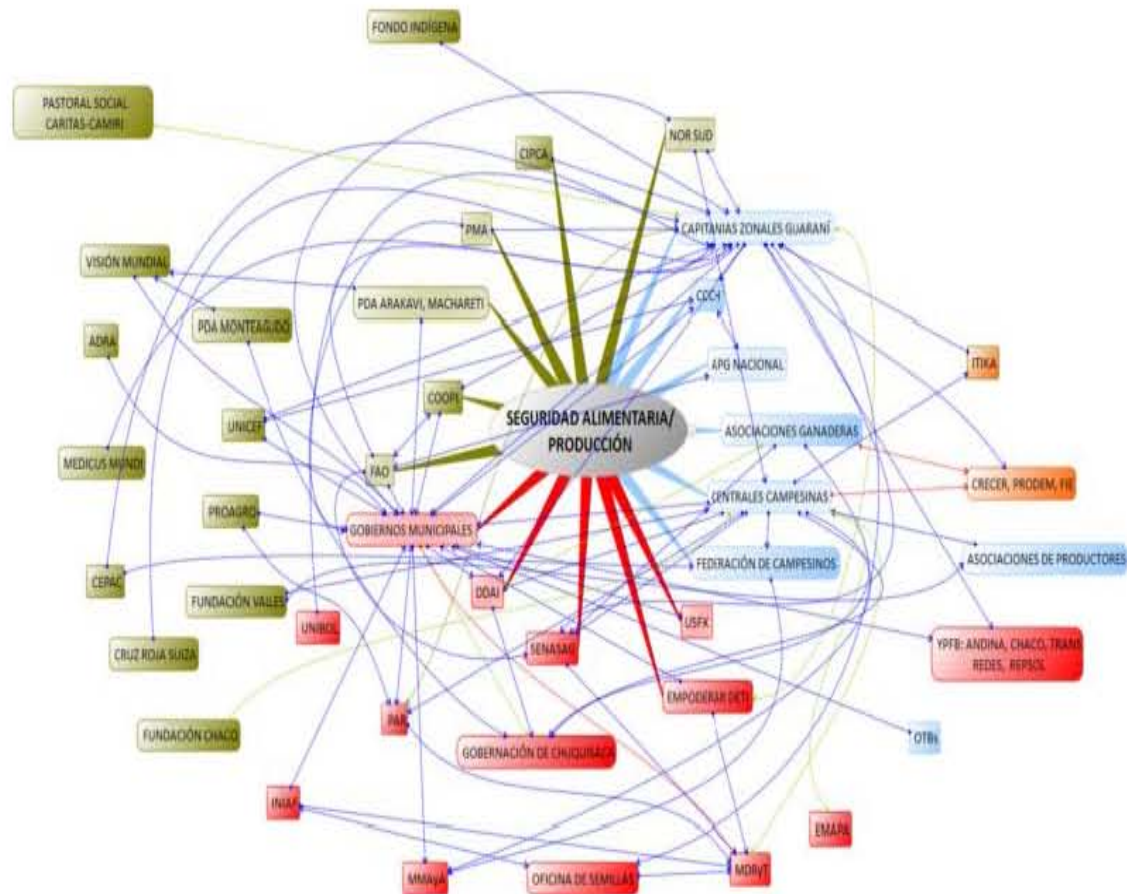 FONDO INDÍGENA
PASTORAL SOCIAL
CARITAS-CAMIRI
NOR SUD
CIPCA
PMA
CAPITANIAS ZONALES GUARANÍ
VISIÓN MUNDIAL
PDA ARAKAVI, MACHARETI
CCCH
PDA MONTEAGUDO
ADRA
APG NACIONAL
ITIKA
COOPI
SEGURIDAD ALIMENTARIA/
PRODUCCIÓN
UNICEF
ASOCIACIONES GANADERAS
MEDICUS MUNDI
FAO
CRECER, PRODEM, FIE
CENTRALES CAMPESINAS
PROAGRO
GOBIERNOS MUNICIPALES
ASOCIACIONES DE PRODUCTORES
FEDERACIÓN DE CAMPESINOS
CEPAC
DDAI
FUNDACIÓN VALLES
UNIBOL
USFX
YPFB: ANDINA, CHACO, TRANS
REDES, REPSOL
CRUZ ROJA SUIZA
SENASAG
EMPODERAR DETI
PAR
FUNDACIÓN CHACO
OTBs
GOBERNACIÓN DE CHUQUISACA
INIAF
EMAPA
MMAyA
OFICINA DE SEMILLAS
MDRyT